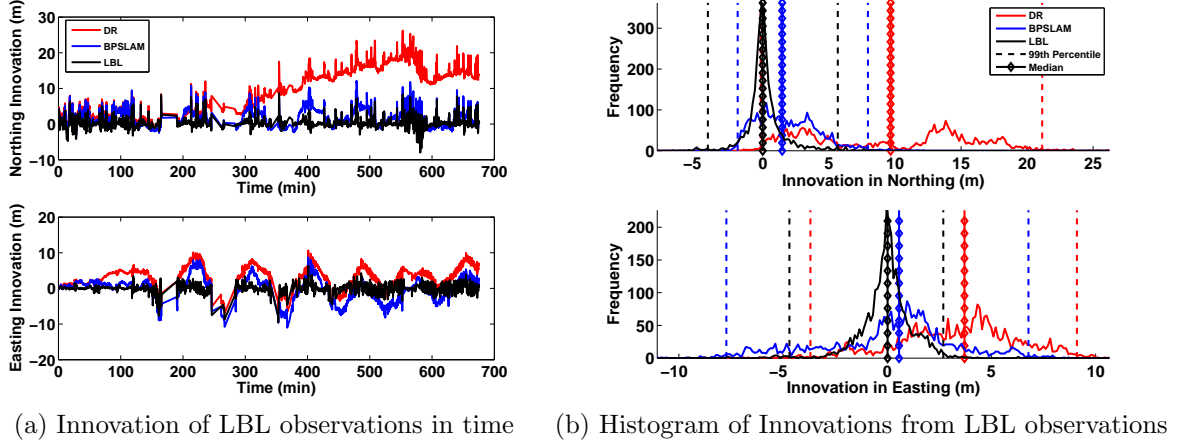 Northing Innovation (m)
30
20
10
0
−10
0 100 200 300 400 500 600 700
Time (min)
DR
BPSLAM
LBL
Easting Innovation (m)
20
10
0
−10
−20
0 100 200 300 400 500 600 700
Time (min)
(a) Innovation of LBL observations in time
Frequency
300
200
100
0
−5 0 5 10 15 20 25
Innovation in Northing (m)
DR
BPSLAM
LBL
99th Percentile
Median
Frequency
200
150
100
50
0
−10 −5 0 5 10
Innovation in Easting (m)
(b) Histogram of Innovations from LBL observations